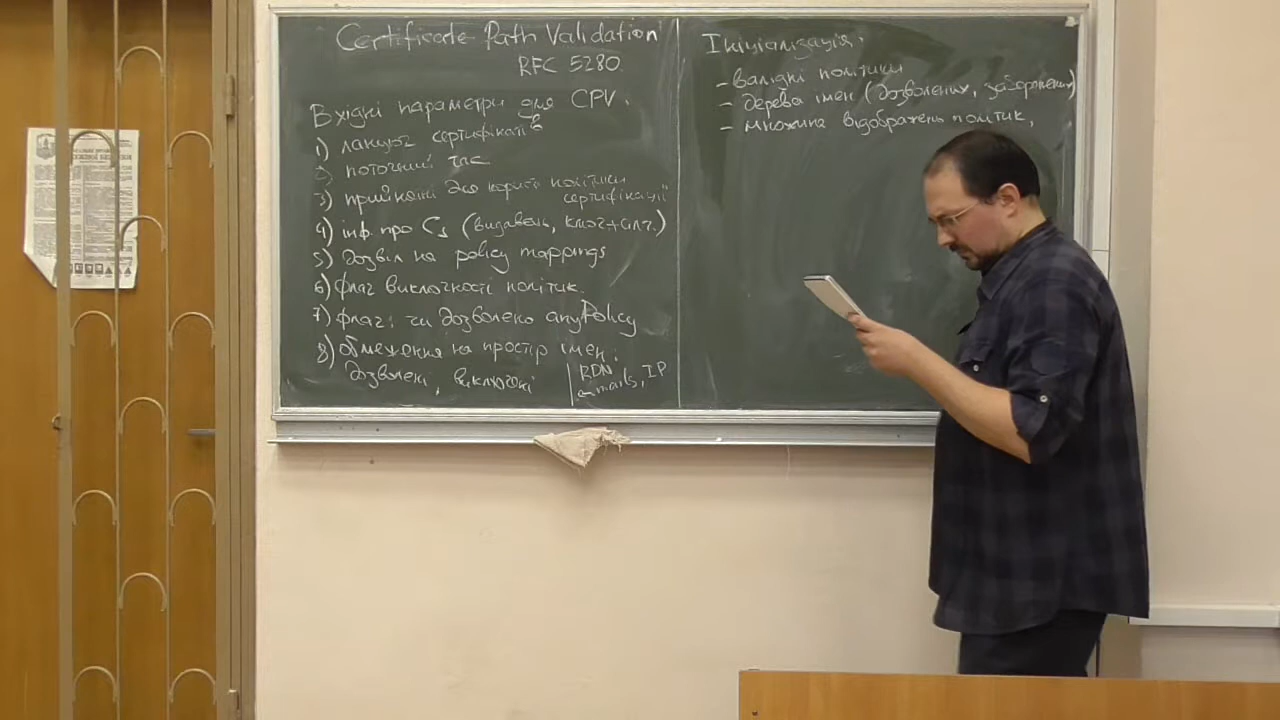 Certificate Path Validation
RFC 5280.
Вхідні параметри для CPV.
1) ланцюг сертифікатів
2) поточний час
3) прийнятні для корист. політики
сертифікації
4) інф. про C₁ (видавець, ключ+алг.)
5) дозвіл на policy mappings
6) флаг виключності політик.
7) флаг: чи дозволено anyPolicy
8) обмеження на простір імен:
дозволені, виключені
RDN
emails, IP
Ініціалізація.
- валідні політики
- дерева імен (дозволених, заборонених)
- множина відображень політик,